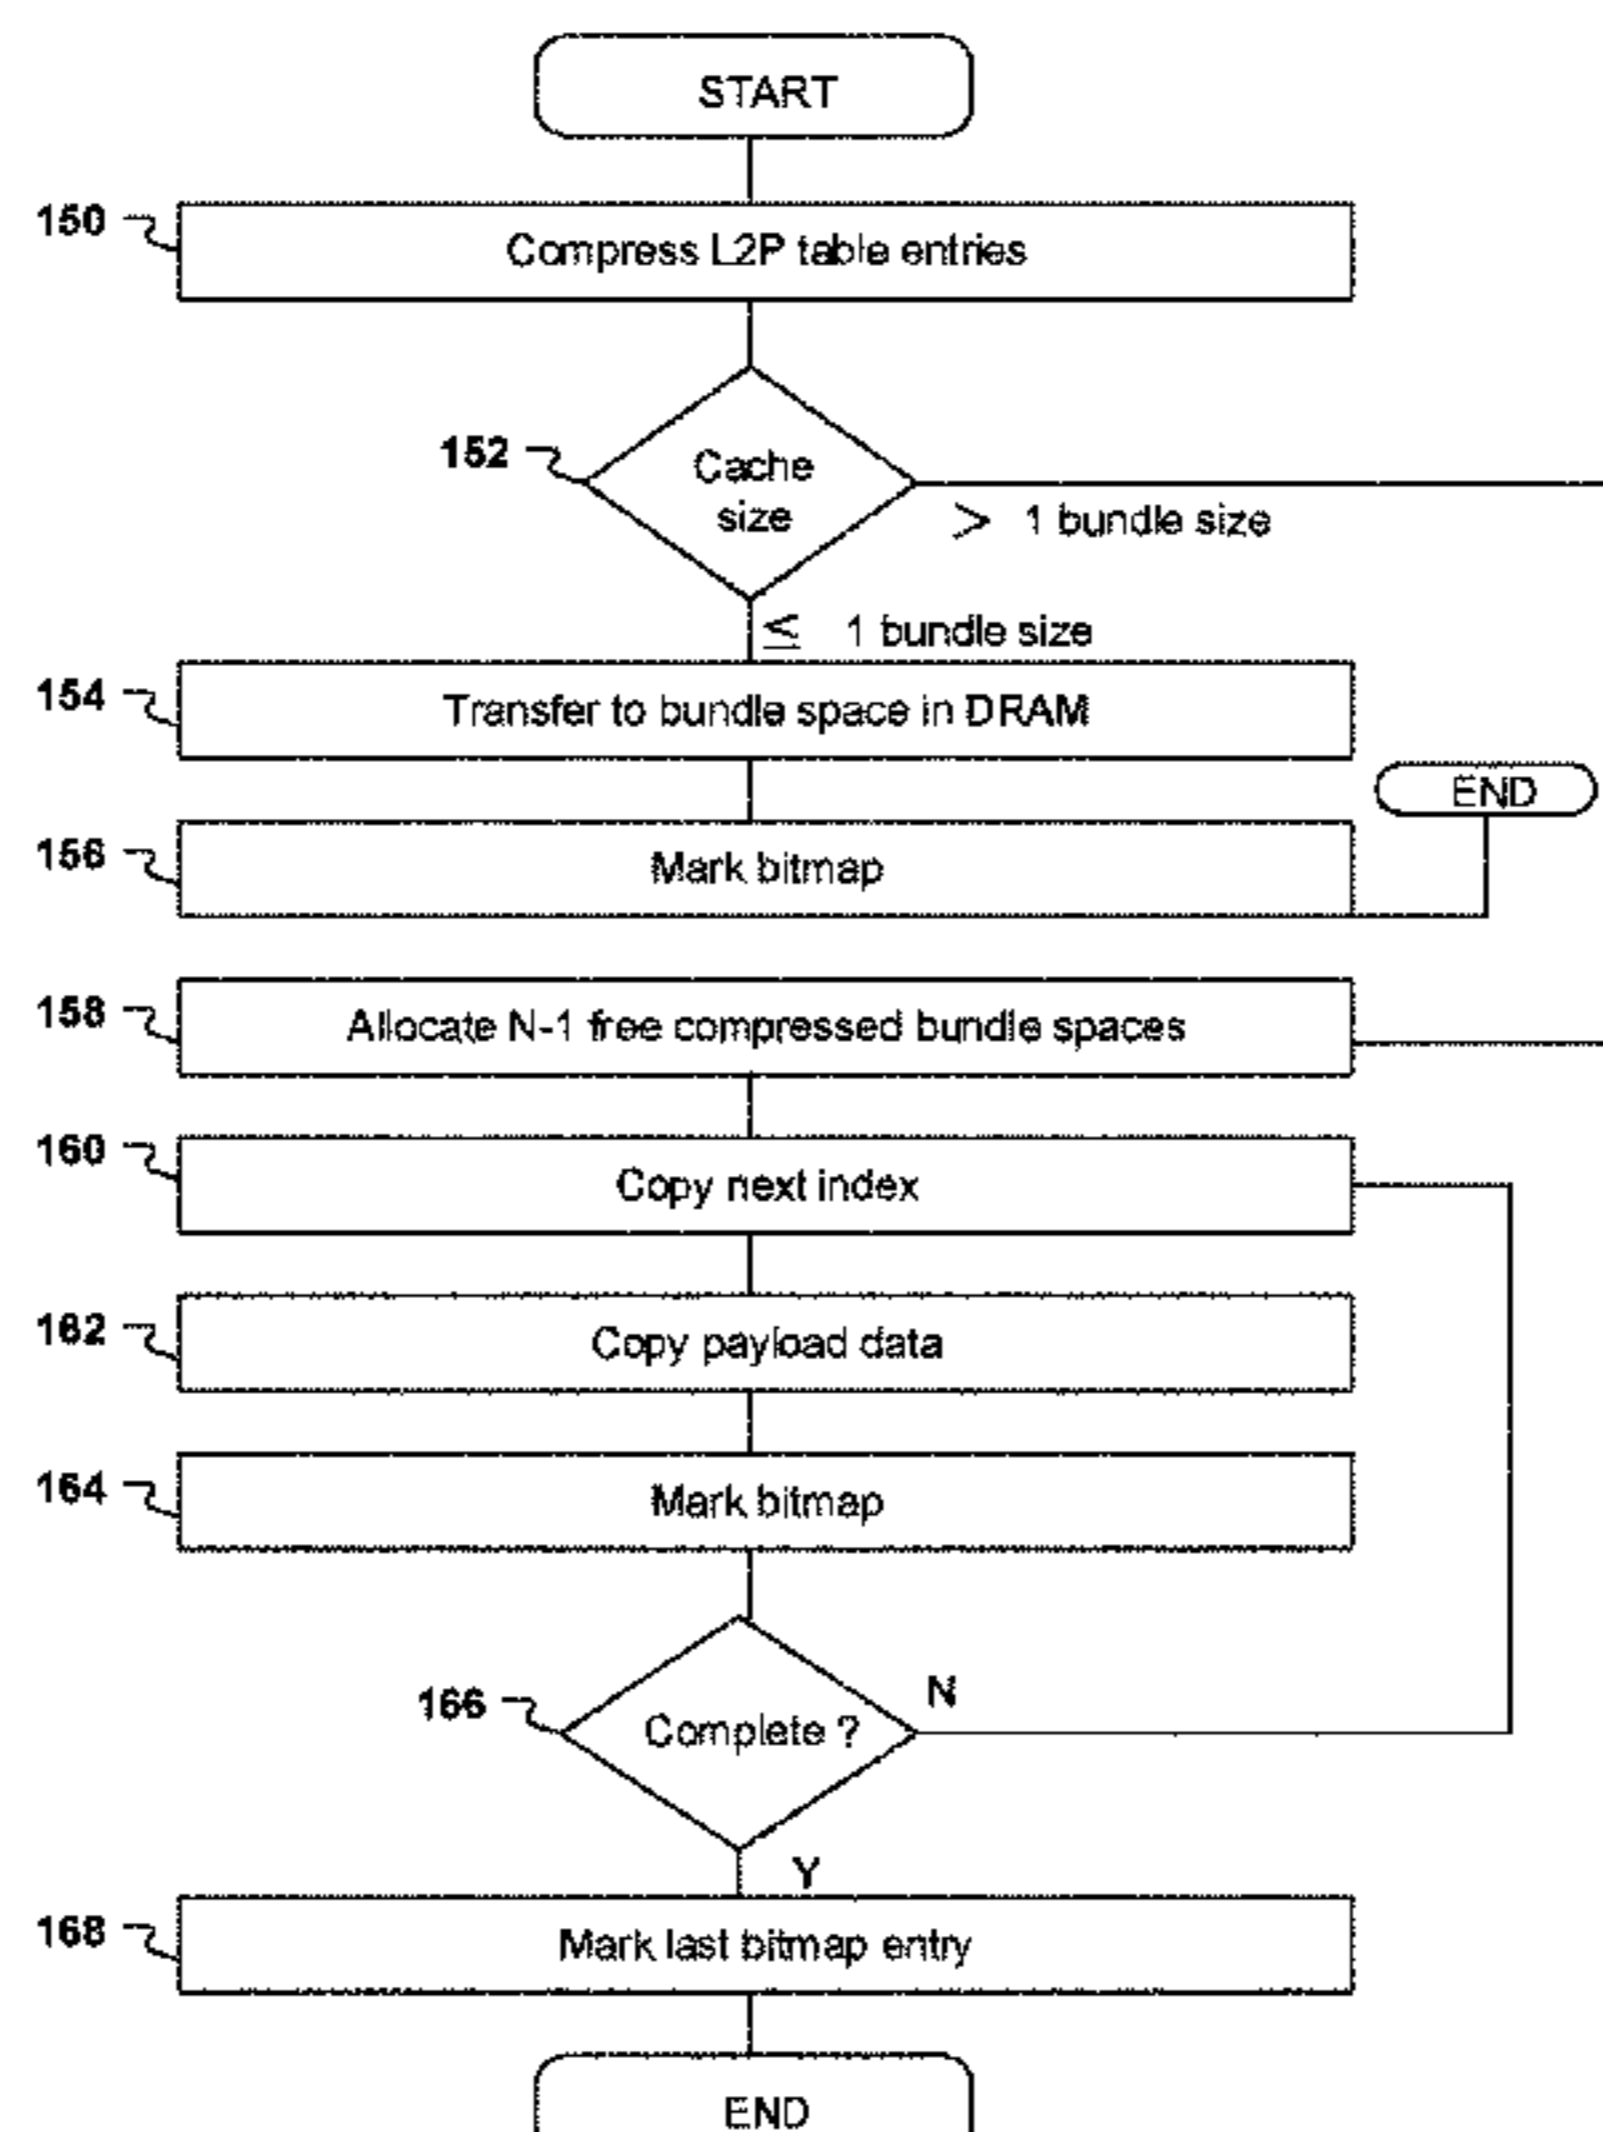 START
150
Compress L2P table entries
152
Cache
size
> 1 bundle size
≤ 1 bundle size
154
Transfer to bundle space in DRAM
END
156
Mark bitmap
158
Allocate N-1 free compressed bundle spaces
160
Copy next index
162
Copy payload data
164
Mark bitmap
166
Complete ?
N
Y
168
Mark last bitmap entry
END